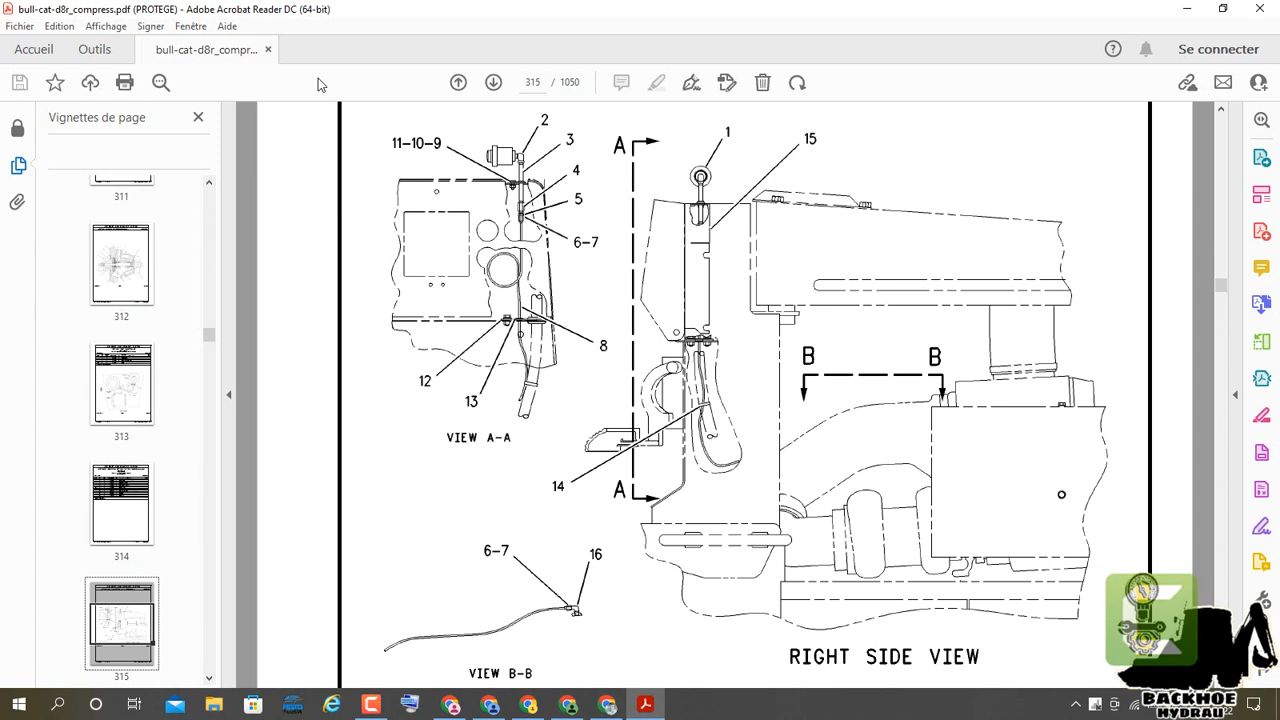 bull-cat-d8r_compress.pdf (PROTEGE) - Adobe Acrobat Reader DC (64-bit)
Fichier Edition Affichage Signer Fenêtre Aide
Accueil Outils bull-cat-d8r_compr... × Se connecter
315 / 1050
Vignettes de page
311
312
313
314
315
2
11-10-9
3
4
5
6-7
8
12
13
VIEW A-A
A
1
15
B B
14
A
6-7
16
VIEW B-B
RIGHT SIDE VIEW
BACKHOE
HYDRAU